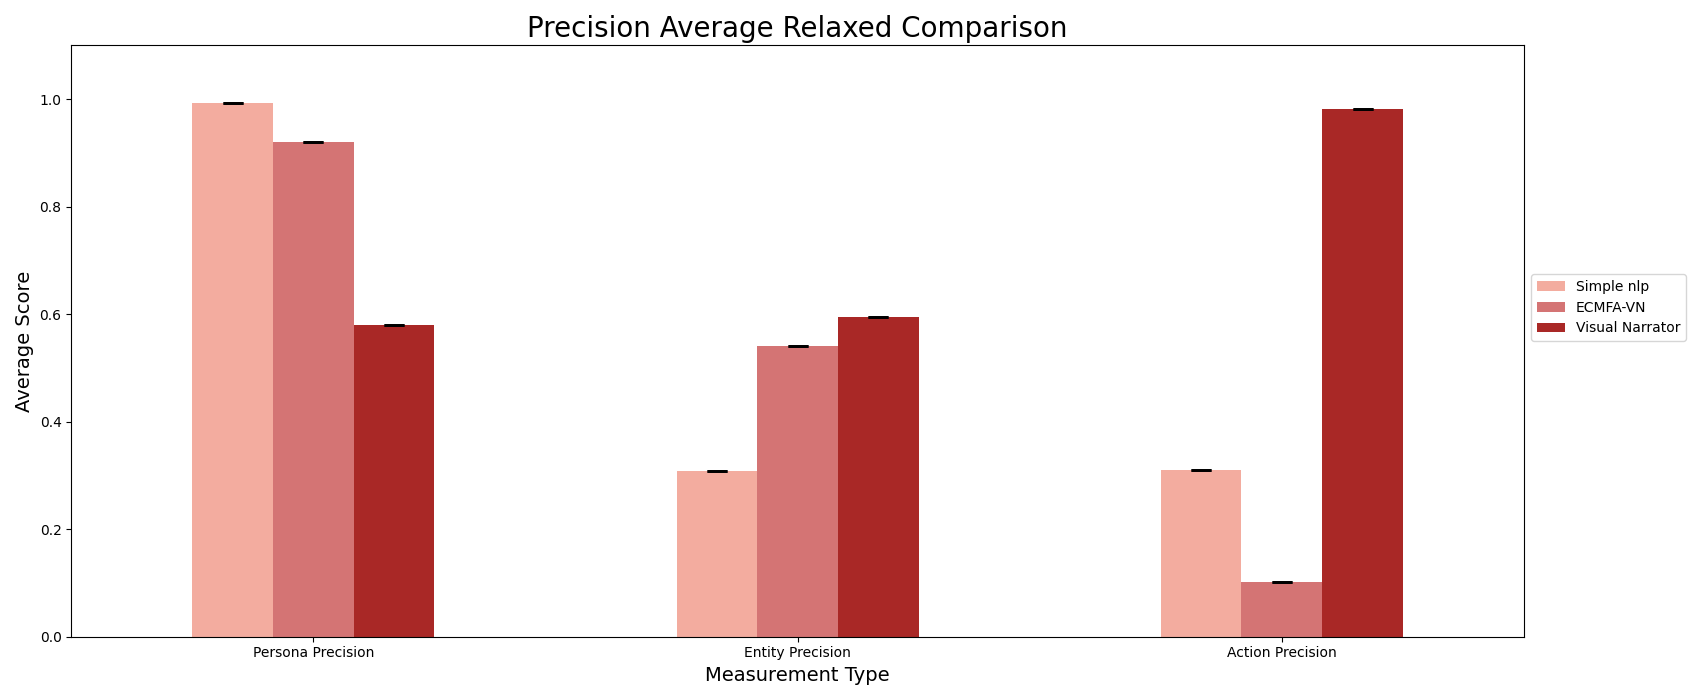 Precision Average Relaxed Comparison
Average Score
1.0
0.8
0.6
0.4
0.2
0.0
Persona Precision
Entity Precision
Action Precision
Measurement Type
Simple nlp
ECMFA-VN
Visual Narrator